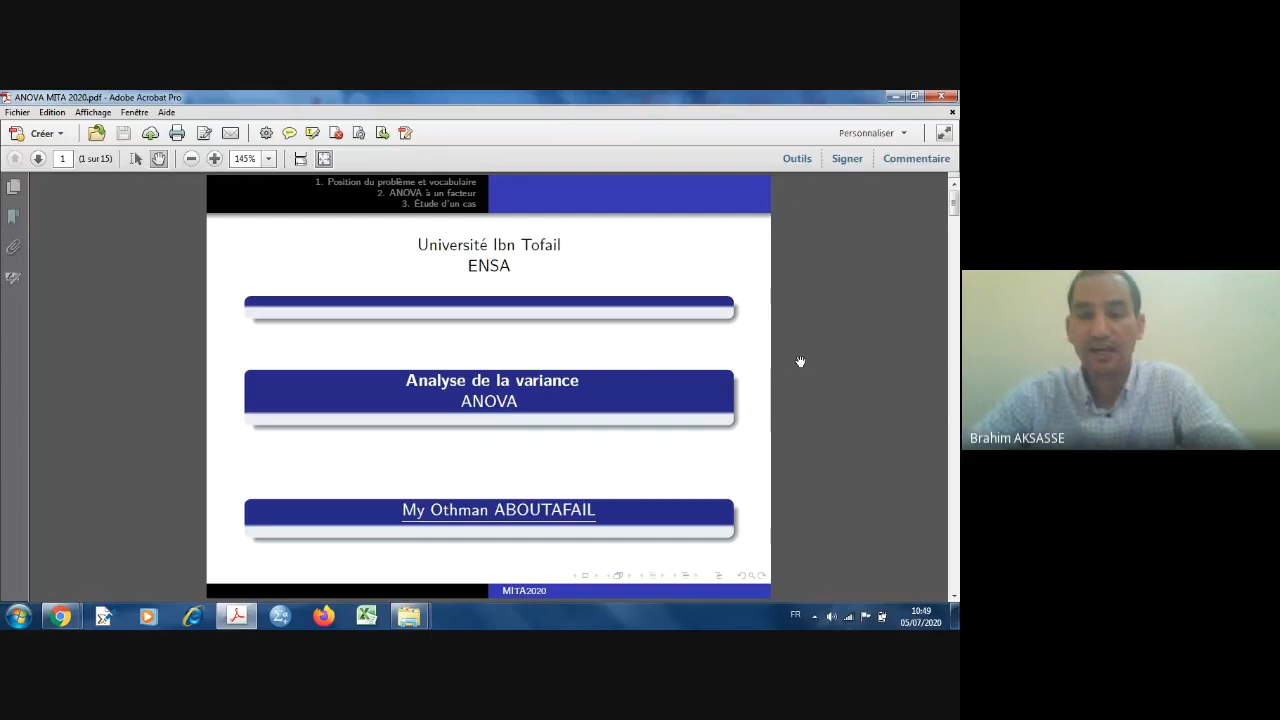 ANOVA MITA 2020.pdf - Adobe Acrobat Pro
Fichier Edition Affichage Fenêtre Aide
Créer
Personnaliser
1 (1 sur 15) 145%
Outils Signer Commentaire
1. Position du problème et vocabulaire
2. ANOVA à un facteur
3. Étude d'un cas
Université Ibn Tofail
ENSA
Analyse de la variance
ANOVA
My Othman ABOUTAFAIL
MITA2020
Brahim AKSASSE
FR
10:49
05/07/2020